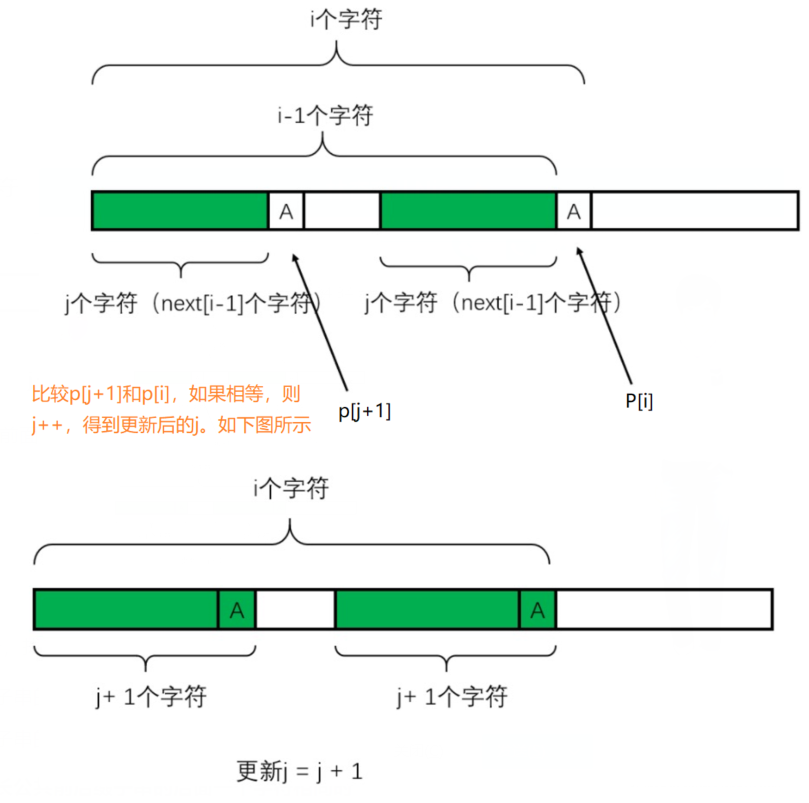 i个字符
i-1个字符
A
A
j个字符（next[i-1]个字符）
j个字符（next[i-1]个字符）
比较p[j+1]和p[i]，如果相等，则
j++，得到更新后的j。如下图所示
p[j+1]
P[i]
i个字符
A
A
j+ 1个字符
j+ 1个字符
更新j = j + 1